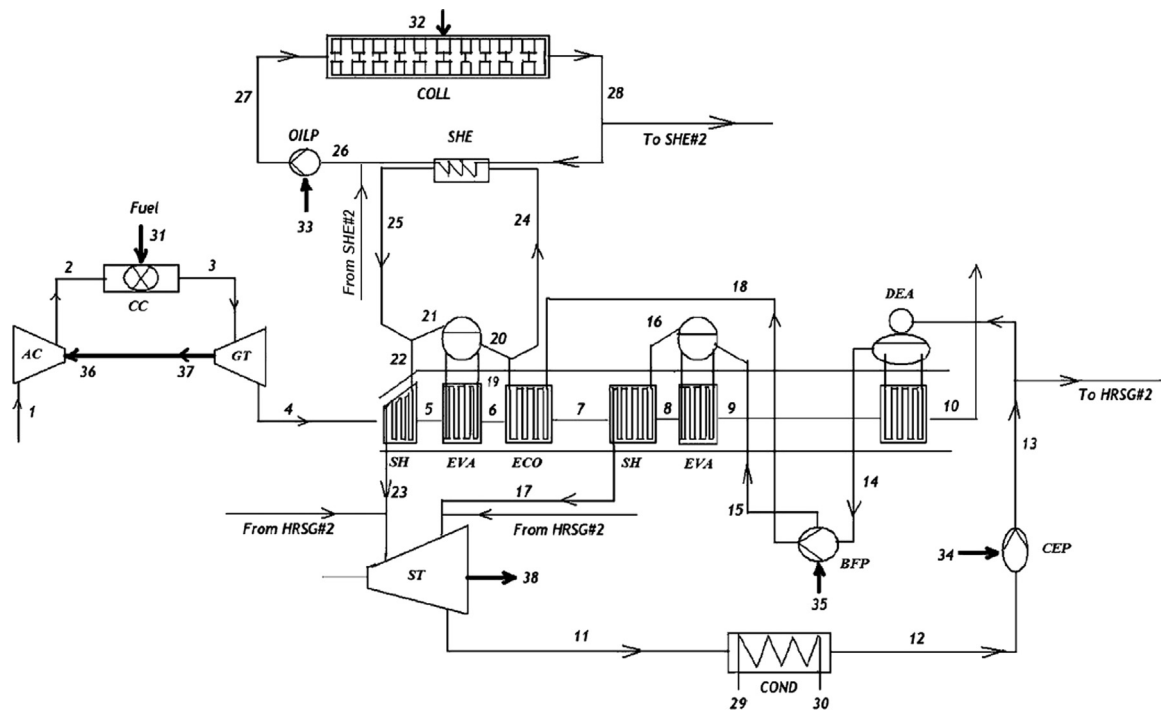 32
COLL
27
28
To SHE#2
OILP
26
SHE
33
From SHE#2
25
24
Fuel
31
2
3
CC
AC
GT
36
37
1
4
21
20
18
16
DEA
22
19
5
6
7
8
9
10
SH
EVA
ECO
SH
EVA
To HRSG#2
13
23
17
15
14
From HRSG#2
From HRSG#2
BFP
34
CEP
ST
38
35
11
12
COND
29
30